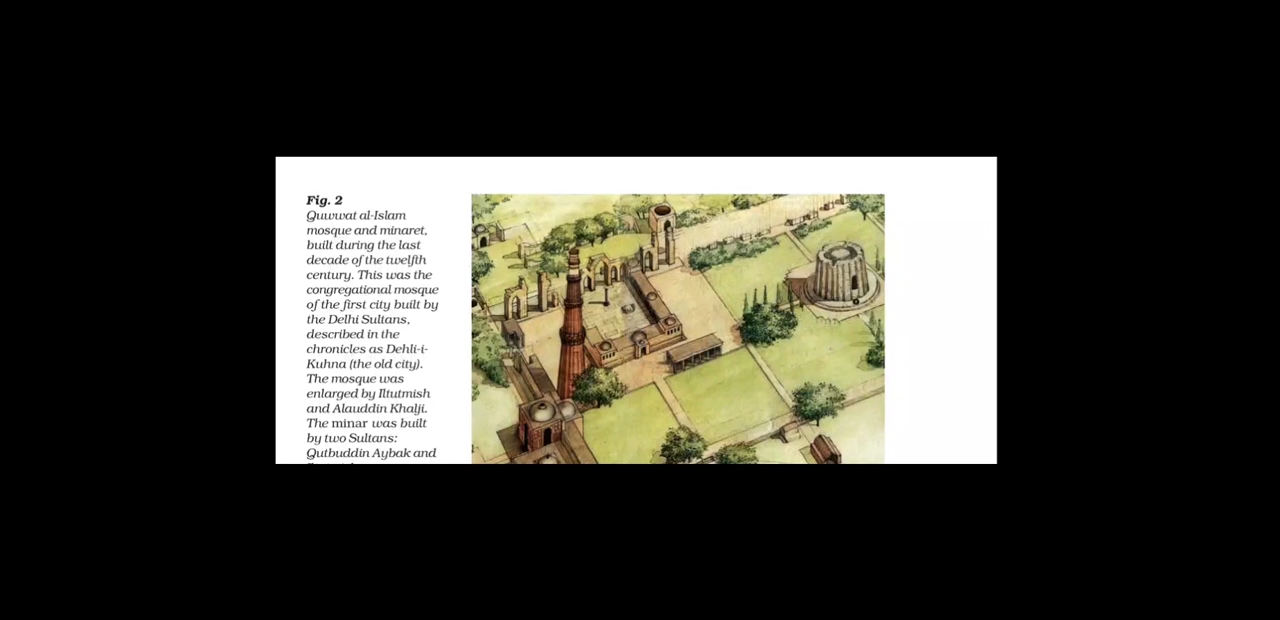 Fig. 2
Quwwat al-Islam
mosque and minaret,
built during the last
decade of the twelfth
century. This was the
congregational mosque
of the first city built by
the Delhi Sultans,
described in the
chronicles as Dehli-i-
Kuhna (the old city).
The mosque was
enlarged by Iltutmish
and Alauddin Khalji.
The minar was built
by two Sultans:
Qutbuddin Aybak and